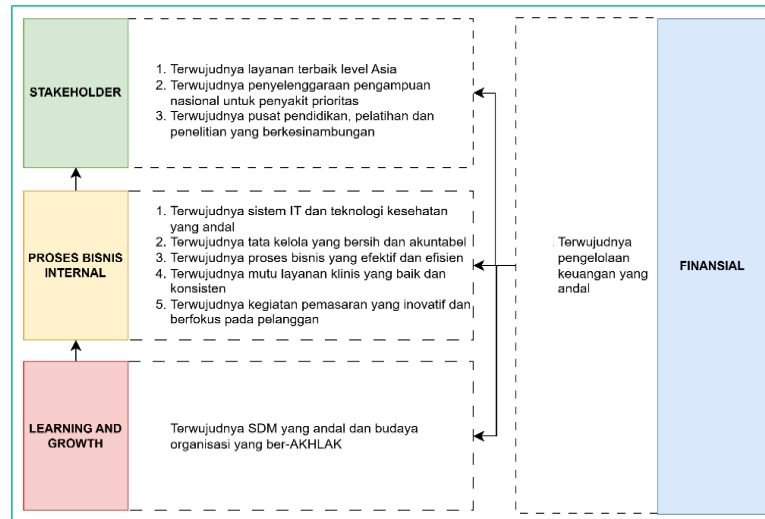 STAKEHOLDER
1. Terwujudnya layanan terbaik level Asia
2. Terwujudnya penyelenggaraan pengampuan
nasional untuk penyakit prioritas
3. Terwujudnya pusat pendidikan, pelatihan dan
penelitian yang berkesinambungan
PROSES BISNIS
INTERNAL
1. Terwujudnya sistem IT dan teknologi kesehatan
yang andal
2. Terwujudnya tata kelola yang bersih dan akuntabel
3. Terwujudnya proses bisnis yang efektif dan efisien
4. Terwujudnya mutu layanan klinis yang baik dan
konsisten
5. Terwujudnya kegiatan pemasaran yang inovatif dan
berfokus pada pelanggan
LEARNING AND
GROWTH
Terwujudnya SDM yang andal dan budaya
organisasi yang ber-AKHLAK
. Terwujudnya
pengelolaan
keuangan yang
andal
FINANSIAL